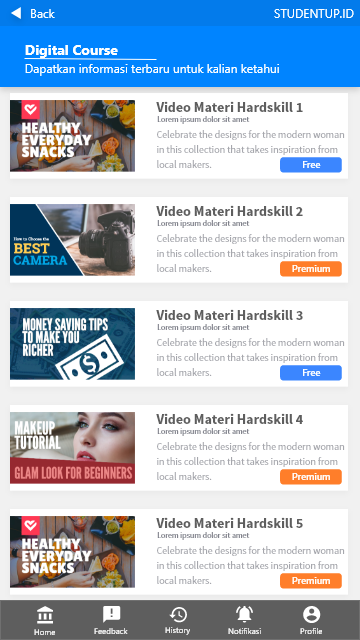 Back
STUDENTUP.ID
Digital Course
Dapatkan informasi terbaru untuk kalian ketahui
HEALTHY
EVERYDAY
SNACKS
Video Materi Hardskill 1
Lorem ipsum dolor sit amet
Celebrate the designs for the modern woman
in this collection that takes inspiration from
local makers.
Free
How to Choose the
BEST
CAMERA
Video Materi Hardskill 2
Lorem ipsum dolor sit amet
Celebrate the designs for the modern woman
in this collection that takes inspiration from
local makers.
Premium
MONEY SAVING TIPS
TO MAKE YOU
RICHER
Video Materi Hardskill 3
Lorem ipsum dolor sit amet
Celebrate the designs for the modern woman
in this collection that takes inspiration from
local makers.
Free
MAKEUP
TUTORIAL
GLAM LOOK FOR BEGINNERS
Video Materi Hardskill 4
Lorem ipsum dolor sit amet
Celebrate the designs for the modern woman
in this collection that takes inspiration from
local makers.
Premium
HEALTHY
EVERYDAY
SNACKS
Video Materi Hardskill 5
Lorem ipsum dolor sit amet
Celebrate the designs for the modern woman
in this collection that takes inspiration from
local makers.
Premium
Home
Feedback
History
Notifikasi
Profile